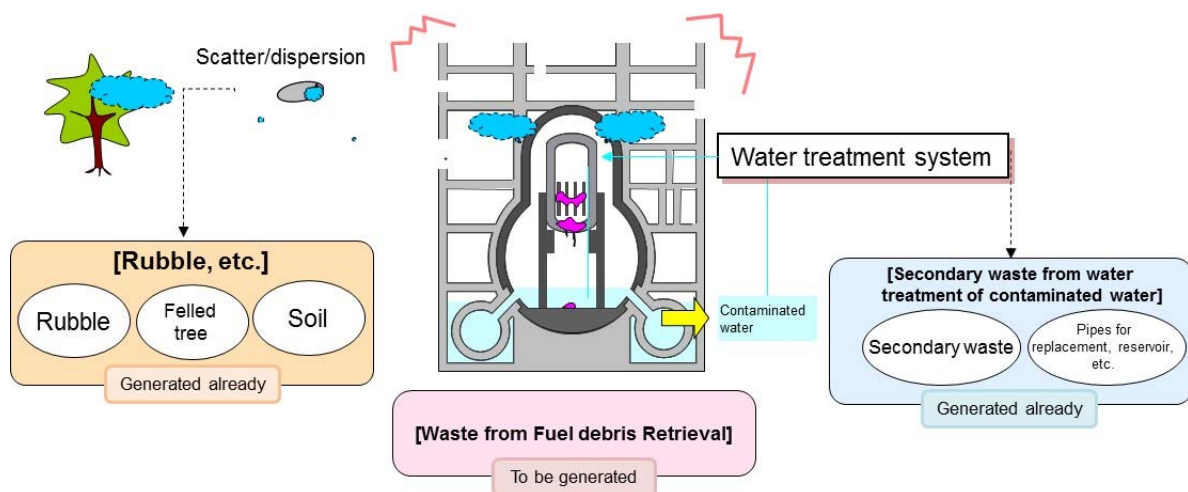 Scatter/dispersion
Water treatment system
[Rubble, etc.]
Rubble
Felled
tree
Soil
Generated already
Contaminated
water
[Secondary waste from water
treatment of contaminated water]
Secondary waste
Pipes for
replacement, reservoir,
etc.
Generated already
[Waste from Fuel debris Retrieval]
To be generated